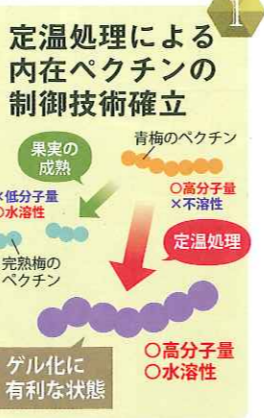 1
定温処理による
内在ペクチンの
制御技術確立
青梅のペクチン
果実の
成熟
○高分子量
×不溶性
×低分子量
○水溶性
定温処理
完熟梅の
ペクチン
○高分子量
○水溶性
ゲル化に
有利な状態